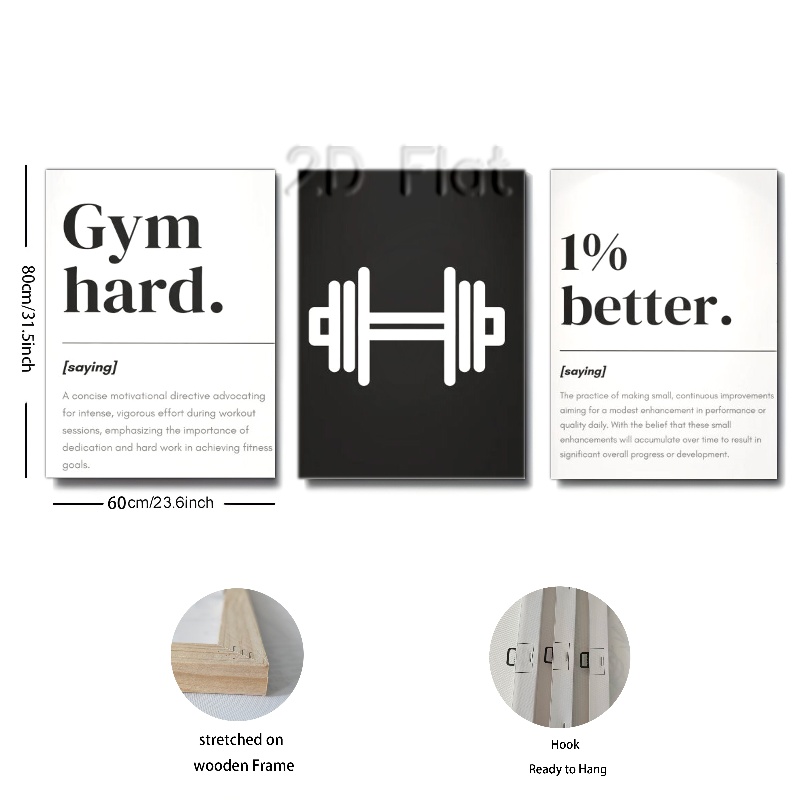 2D Flat
Gym
hard.
[saying]
A concise motivational directive advocating
for intense, vigorous effort during workout
sessions, emphasizing the importance of
dedication and hard work in achieving fitness
goals.
1%
better.
[saying]
The practice of making small, continuous improvements
aiming for a modest enhancement in performance or
quality daily. With the belief that these small
enhancements will accumulate over time to result in
significant overall progress or development.
80cm/31.5inch
60cm/23.6inch
stretched on
wooden Frame
Hook
Ready to Hang